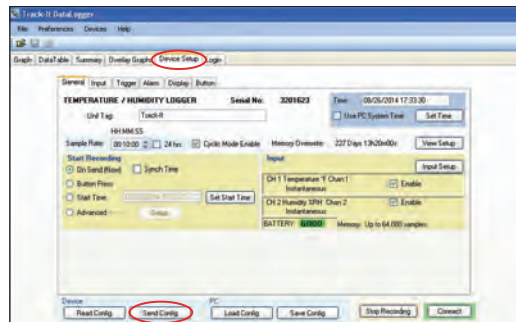 Track-It DataLogger
File Preferences Devices Help
Graph DataTable Summary Overlay Graphs Device Setup Login
General Input Trigger Alarm Display Button
TEMPERATURE / HUMIDITY LOGGER Serial No: 3201623 Time: 08/26/2014 17:33:30
Unit Tag: Track-It Use PC System Time Set Time
HH:MM:SS
Sample Rate: 00:10:00 24 hrs Cyclic Mode Enable Memory Overwrite: 227 Days 13h20m00s View Setup
Start Recording Input Input Setup
On Send (Now) Synch Time CH 1 Temperature °F Chan 1
Instantaneous Enable
Button Press
Start Time: Set Start Time CH 2 Humidity %RH Chan 2 Enable
Instantaneous
Advanced Setup BATTERY: GOOD Memory: Up to 64,000 samples
Device PC
Read Config Send Config Load Config Save Config Stop Recording Connect